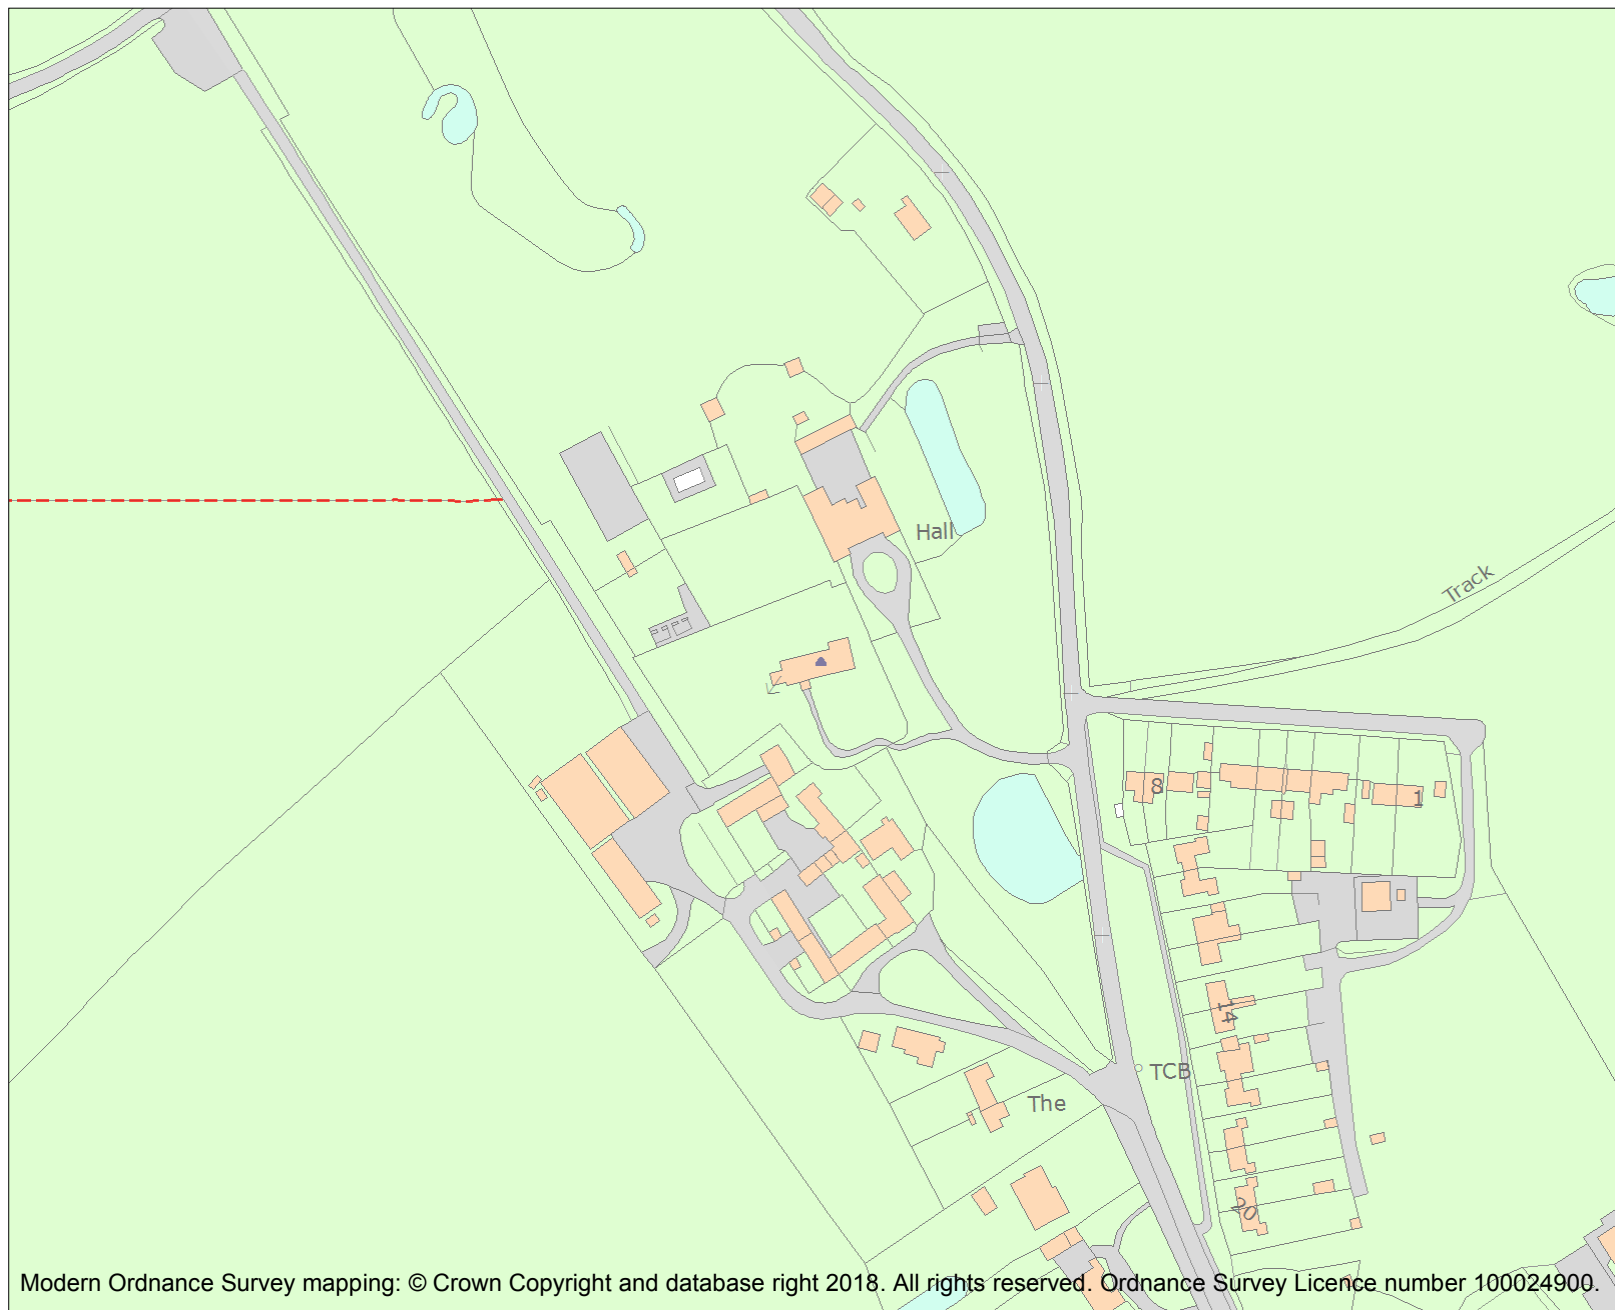 Hall
Track
8
1
14
TCB
The
20
Modern Ordnance Survey mapping: © Crown Copyright and database right 2018. All rights reserved. Ordnance Survey Licence number 100024900.